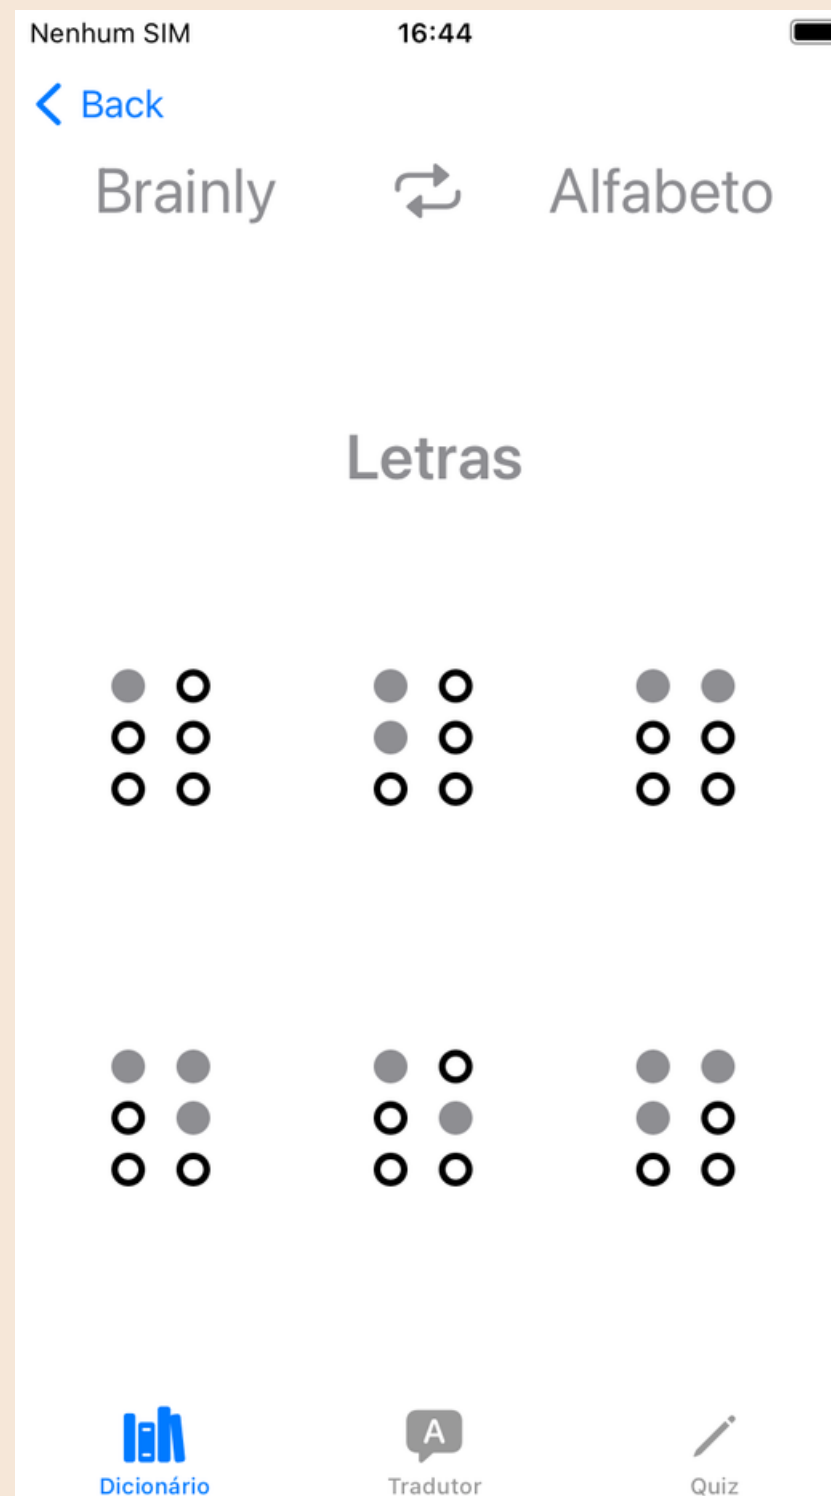 Nenhum SIM 16:44
Back
Brainly Alfabeto
Letras
⠁ ⠃ ⠉
⠙ ⠑ ⠋
A
Dicionário Tradutor Quiz